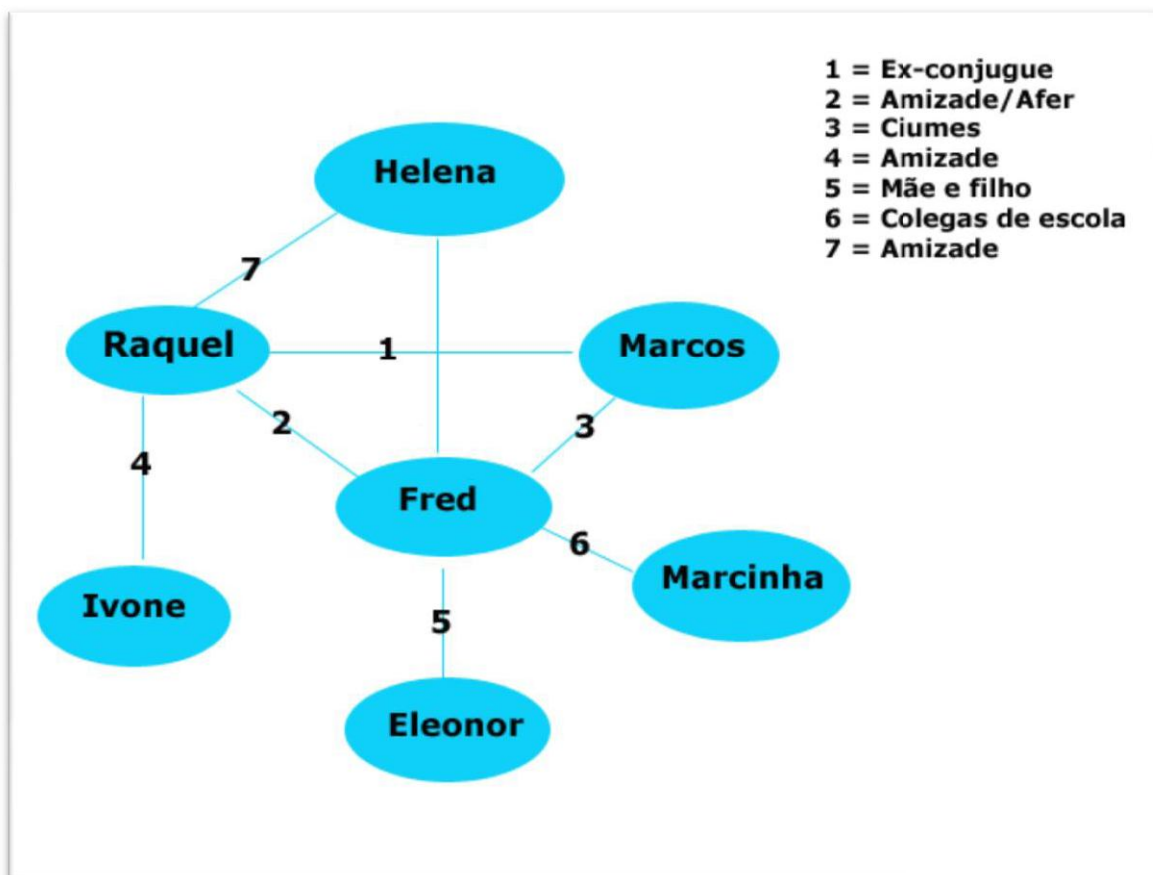 1 = Ex-conjugue
2 = Amizade/Afer
3 = Ciumes
4 = Amizade
5 = Mãe e filho
6 = Colegas de escola
7 = Amizade
Helena
7
Raquel
1
Marcos
2
3
4
Fred
6
Marcinha
Ivone
5
Eleonor